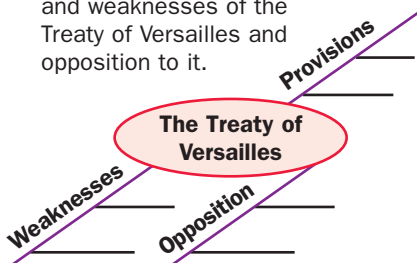 and weaknesses of the
Treaty of Versailles and
opposition to it.
Provisions
The Treaty of
Versailles
Weaknesses
Opposition